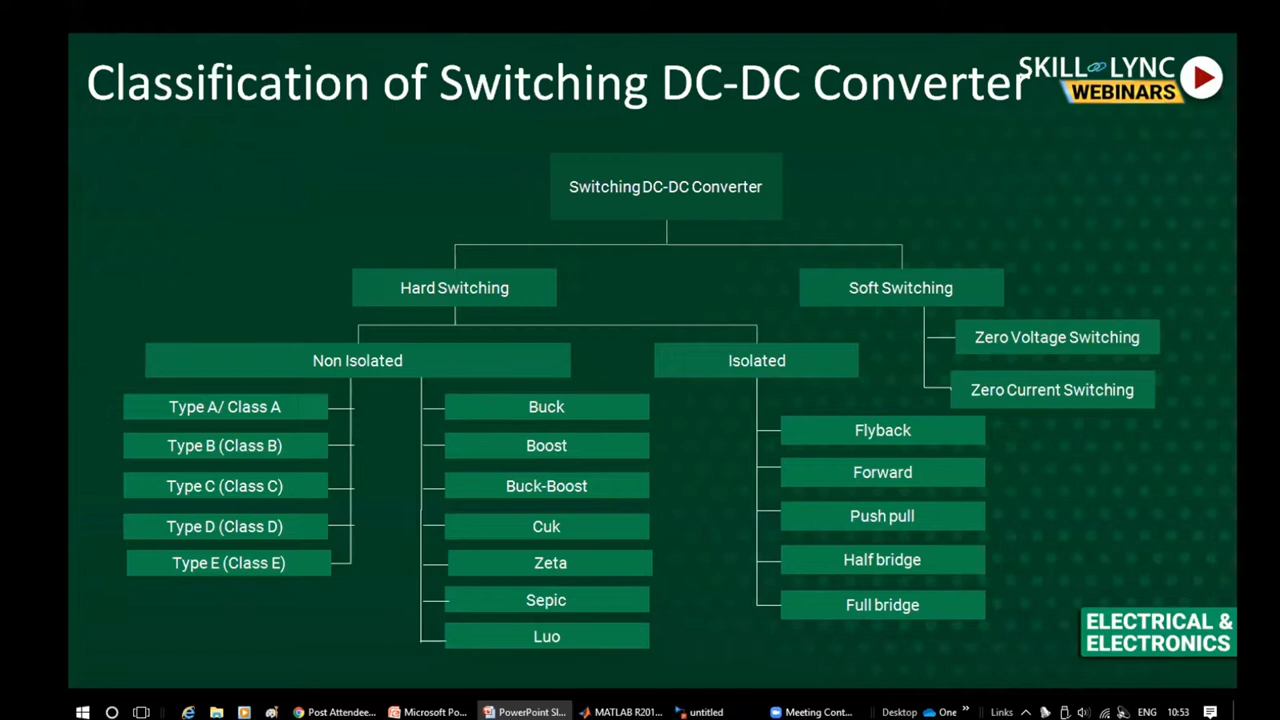 Classification of Switching DC-DC Converter
SKILL LYNC
WEBINARS
Switching DC-DC Converter
Hard Switching
Soft Switching
Zero Voltage Switching
Zero Current Switching
Non Isolated
Isolated
Type A/ Class A
Type B (Class B)
Type C (Class C)
Type D (Class D)
Type E (Class E)
Buck
Boost
Buck-Boost
Cuk
Zeta
Sepic
Luo
Flyback
Forward
Push pull
Half bridge
Full bridge
ELECTRICAL &
ELECTRONICS
Post Attendee...
Microsoft Po...
PowerPoint Sl...
MATLAB R201...
untitled
Meeting Cont...
Desktop
One
Links
ENG
10:53